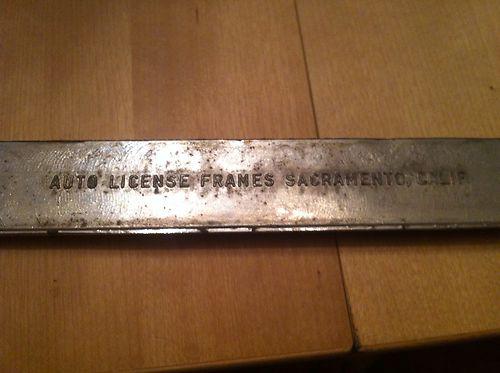 AUTO LICENSE FRAMES SACRAMENTO, CALIF.